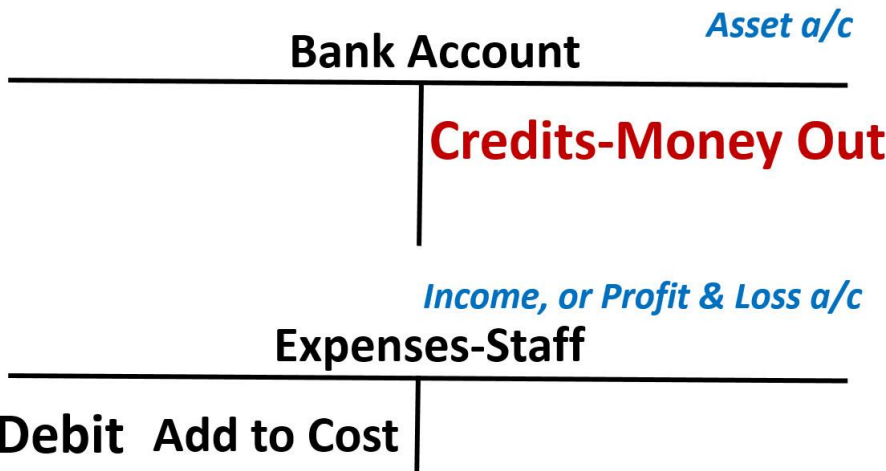 Asset a/c
Bank Account
Credits-Money Out
Income, or Profit & Loss a/c
Expenses-Staff
Debit Add to Cost